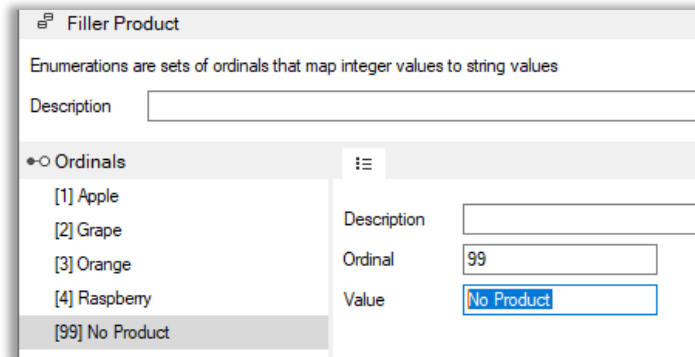 Filler Product
Enumerations are sets of ordinals that map integer values to string values
Description
Ordinals
[1] Apple
[2] Grape
[3] Orange
[4] Raspberry
[99] No Product
Description
Ordinal 99
Value No Product